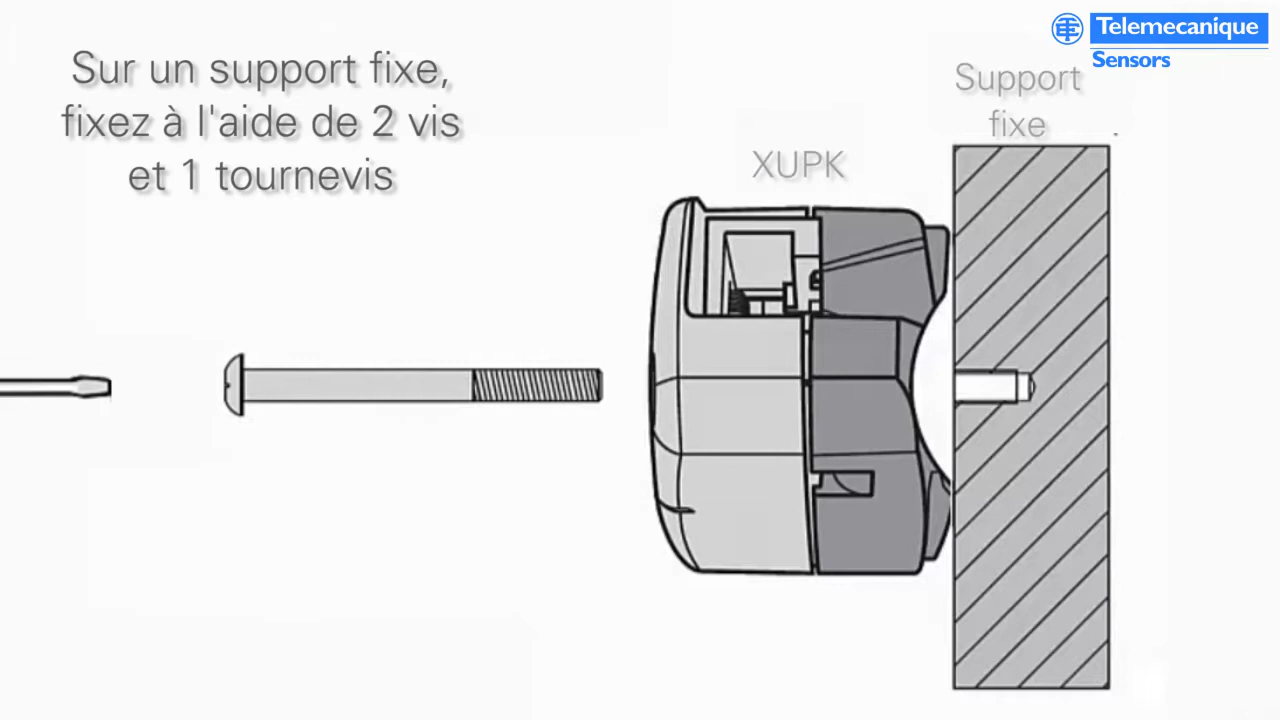 Telemecanique
Sensors
Sur un support fixe,
fixez à l'aide de 2 vis
et 1 tournevis
Support
fixe
XUPK